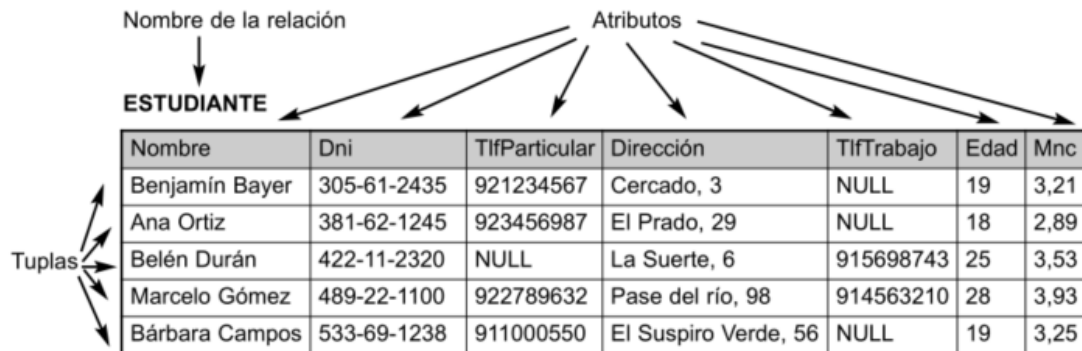 Nombre de la relación
Atributos
ESTUDIANTE
Nombre Dni TlfParticular Dirección TlfTrabajo Edad Mnc
Benjamín Bayer 305-61-2435 921234567 Cercado, 3 NULL 19 3,21
Ana Ortiz 381-62-1245 923456987 El Prado, 29 NULL 18 2,89
Tuplas
Belén Durán 422-11-2320 NULL La Suerte, 6 915698743 25 3,53
Marcelo Gómez 489-22-1100 922789632 Pase del río, 98 914563210 28 3,93
Bárbara Campos 533-69-1238 911000550 El Suspiro Verde, 56 NULL 19 3,25